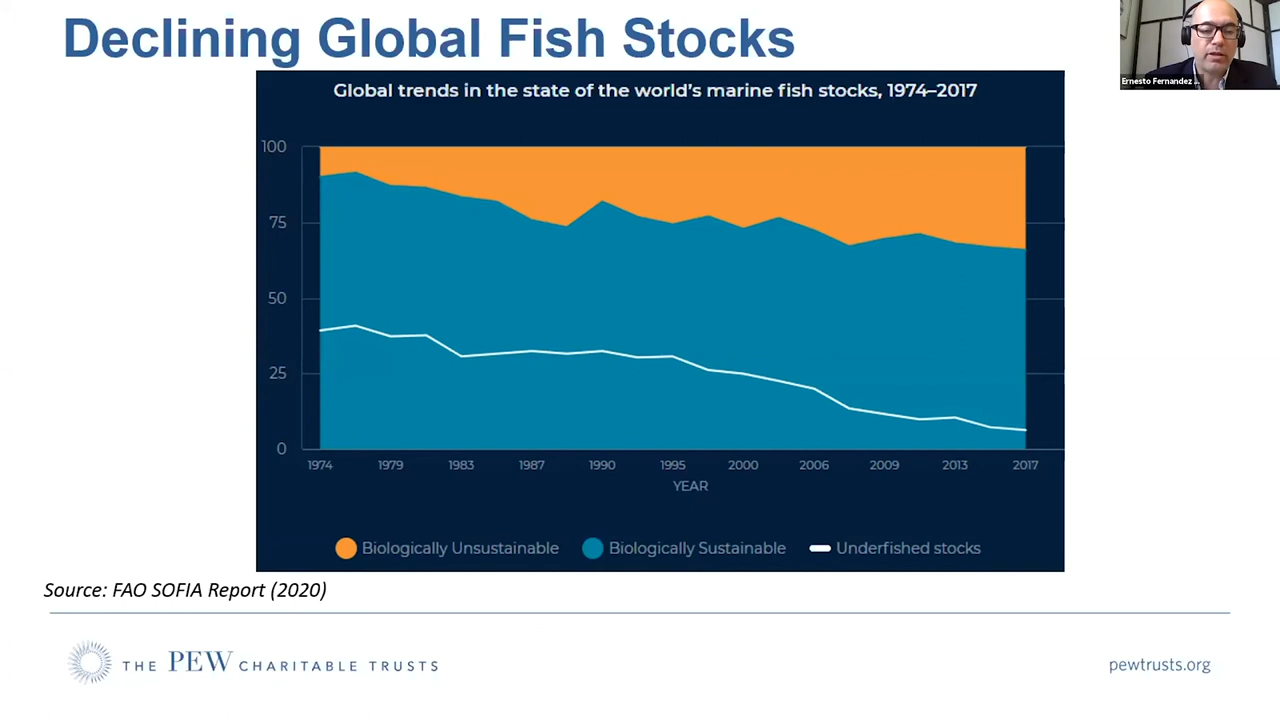 Declining Global Fish Stocks
Ernesto Fernandez ...
Global trends in the state of the world's marine fish stocks, 1974–2017
100
75
50
25
0
1974 1979 1983 1987 1990 1995 2000 2006 2009 2013 2017
YEAR
Biologically Unsustainable Biologically Sustainable Underfished stocks
Source: FAO SOFIA Report (2020)
THE PEW CHARITABLE TRUSTS
pewtrusts.org